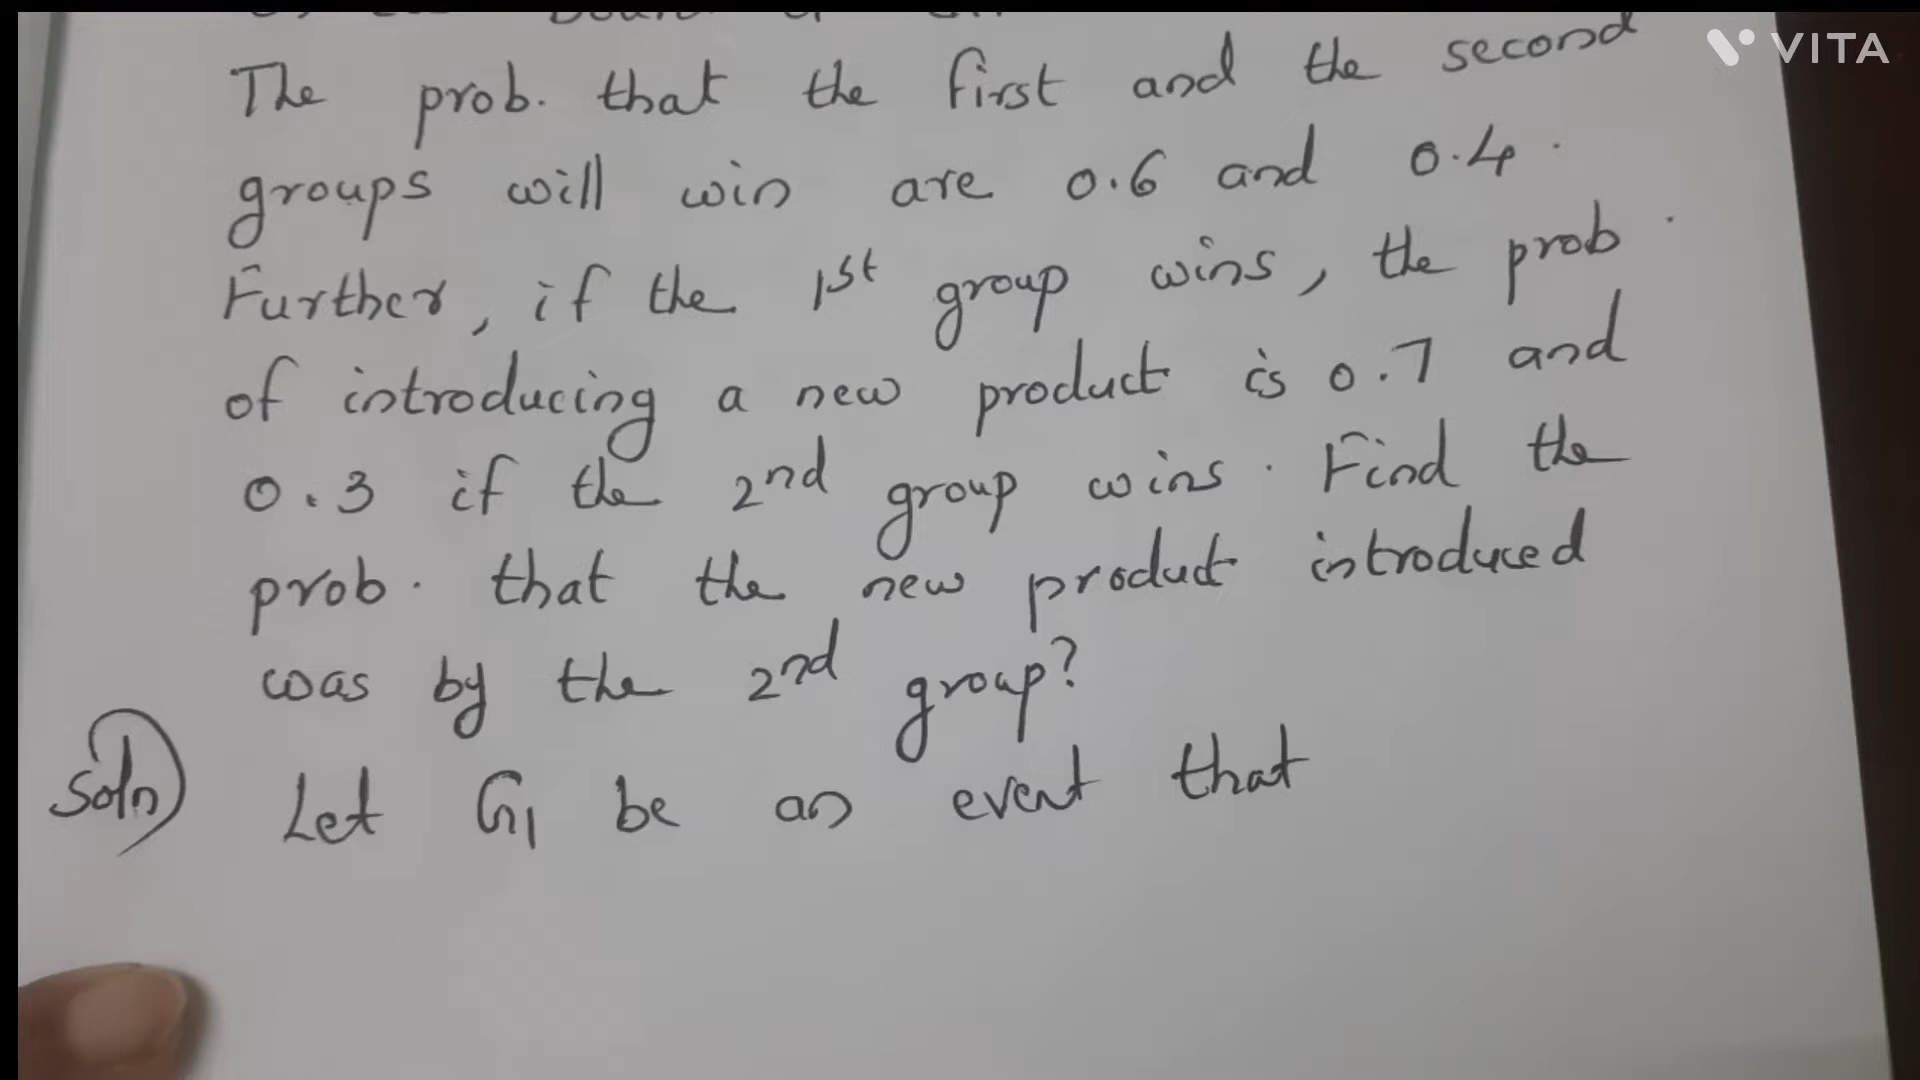 The prob. that the first and the second
groups will win are 0.6 and 0.4.
Further, if the 1st group wins, the prob.
of introducing a new product is 0.7 and
0.3 if the 2nd group wins. Find the
prob. that the new product introduced
was by the 2nd group?
Soln) Let G1 be an event that
VITA